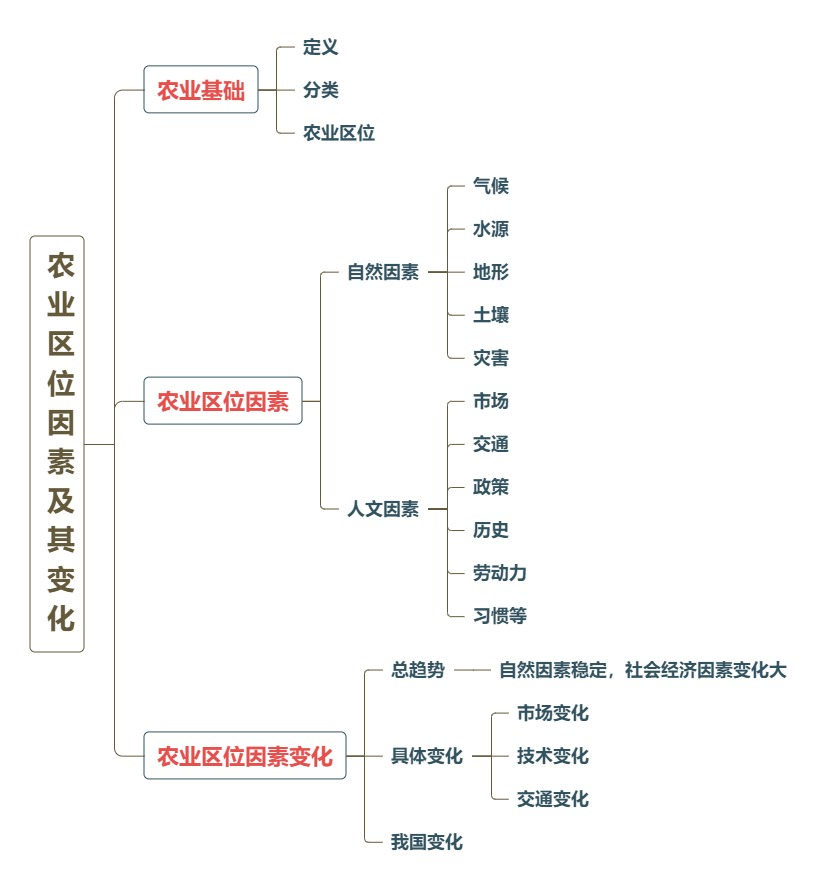 农业区位因素及其变化
农业基础
定义
分类
农业区位
农业区位因素
自然因素
气候
水源
地形
土壤
灾害
人文因素
市场
交通
政策
历史
劳动力
习惯等
农业区位因素变化
总趋势
自然因素稳定，社会经济因素变化大
具体变化
市场变化
技术变化
交通变化
我国变化